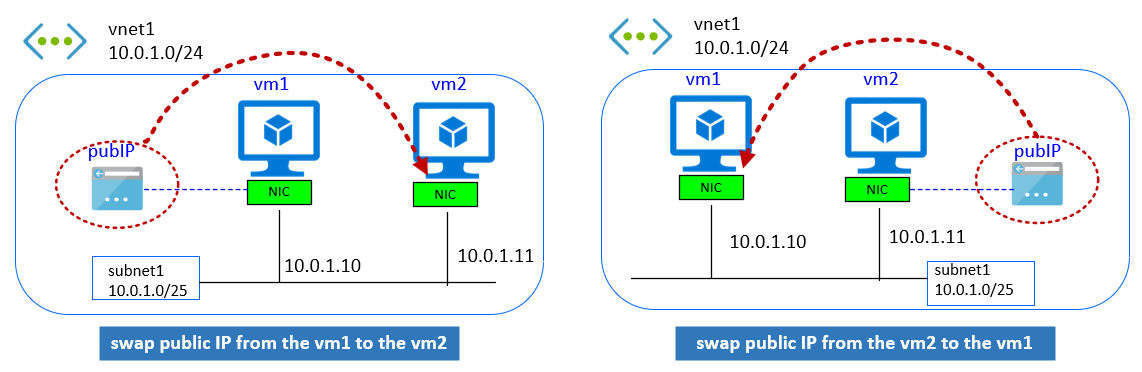 vnet1
10.0.1.0/24
vm1
vm2
pubIP
NIC
NIC
10.0.1.10
10.0.1.11
subnet1
10.0.1.0/25
swap public IP from the vm1 to the vm2
vnet1
10.0.1.0/24
vm1
vm2
pubIP
NIC
NIC
10.0.1.10
10.0.1.11
subnet1
10.0.1.0/25
swap public IP from the vm2 to the vm1